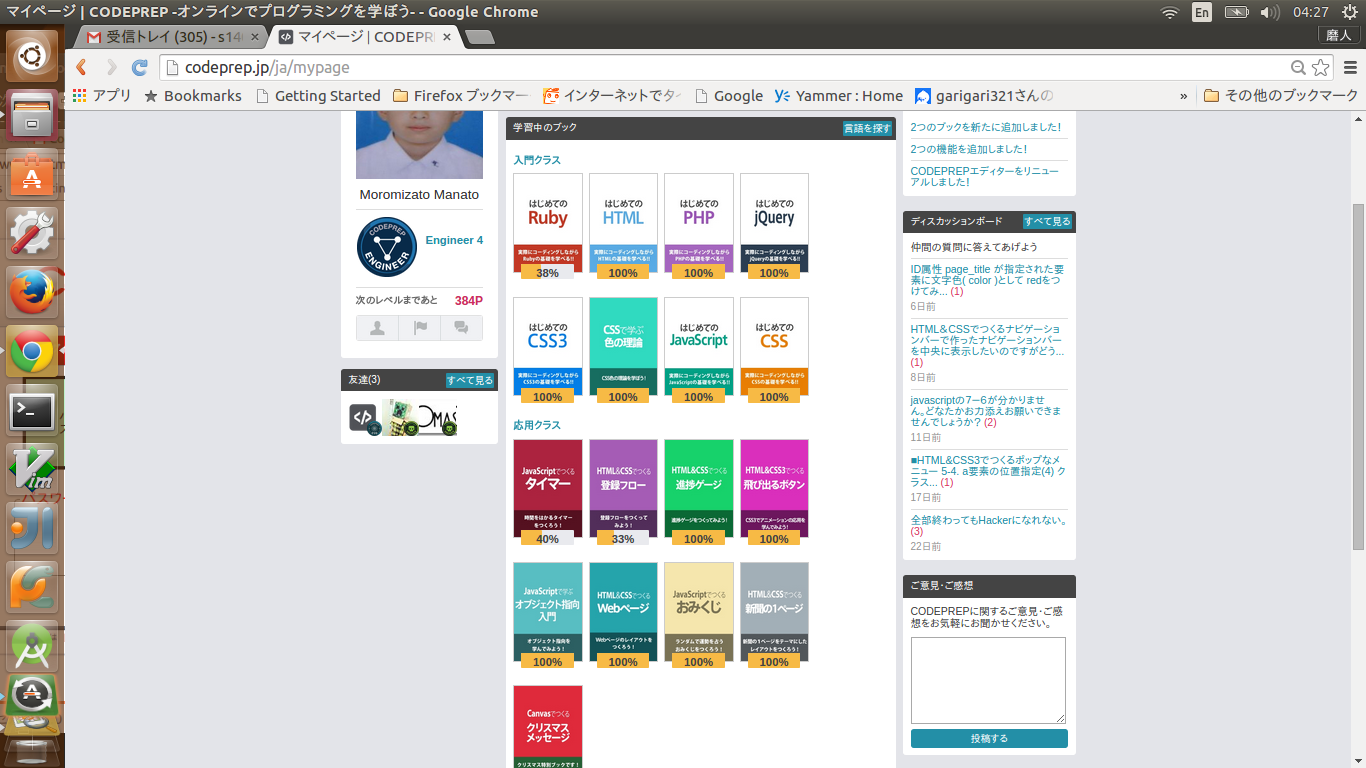 マイページ | CODEPREP -オンラインでプログラミングを学ぼう- - Google Chrome
En
04:27
受信トレイ (305) - s14
マイページ | CODEPR
磨人
codeprep.jp/ja/mypage
アプリ
Bookmarks
Getting Started
Firefox ブックマー
インターネットでタ
Google
Yammer : Home
garigari321さんの
»
その他のブックマーク
Moromizato Manato
CODEPREP
ENGINEER
Engineer 4
次のレベルまであと
384P
友達(3)
すべて見る
学習中のブック
言語を探す
入門クラス
はじめての
Ruby
実際にコーディングしながら
Rubyの基礎を学べる!!
38%
はじめての
HTML
実際にコーディングしながら
HTMLの基礎を学べる!!
100%
はじめての
PHP
実際にコーディングしながら
PHPの基礎を学べる!!
100%
はじめての
jQuery
実際にコーディングしながら
jQueryの基礎を学べる!!
100%
はじめての
CSS3
実際にコーディングしながら
CSS3の基礎を学べる!!
100%
CSSで学ぶ
色の理論
CSS色の理論を学ぼう!
100%
はじめての
JavaScript
実際にコーディングしながら
JavaScriptの基礎を学べる!!
100%
はじめての
CSS
実際にコーディングしながら
CSSの基礎を学べる!!
100%
応用クラス
JavaScriptでつくる
タイマー
時間をはかるタイマー
をつくろう!
40%
HTML&CSSでつくる
登録フロー
登録フローをつくって
みよう!
33%
HTML&CSSでつくる
進捗ゲージ
進捗ゲージをつくってみよう!
100%
HTML&CSS3でつくる
飛び出るボタン
CSS3でアニメーションの応用を
学んでみよう!
100%
JavaScriptで学ぶ
オブジェクト指向
入門
オブジェクト指向を
学んでみよう!
100%
HTML&CSSでつくる
Webページ
Webページのレイアウトを
つくろう!
100%
JavaScriptでつくる
おみくじ
ランダムで運勢を占う
おみくじをつくろう!
100%
HTML&CSSでつくる
新聞の1ページ
新聞の1ページをテーマにした
レイアウトをつくろう!
100%
Canvasでつくる
クリスマス
メッセージ
クリスマス特別ブックです!
2つのブックを新たに追加しました!
2つの機能を追加しました!
CODEPREPエディターをリニュー
アルしました!
ディスカッションボード
すべて見る
仲間の質問に答えてあげよう
ID属性 page_title が指定された要
素に文字色( color )として redをつ
けてみ... (1)
6日前
HTML&CSSでつくるナビゲーショ
ンバーで作ったナビゲーションバー
を中央に表示したいのですがどう...
(1)
8日前
javascriptの7−6が分かりませ
ん。どなたかお力添えお願いできま
せんでしょうか? (2)
11日前
■HTML&CSS3でつくるポップなメ
ニュー 5-4. a要素の位置指定(4) ク
ラス... (1)
17日前
全部終わってもHackerになれない。
(3)
22日前
ご意見・ご感想
CODEPREPに関するご意見・ご感
想をお気軽にお聞かせください。
投稿する